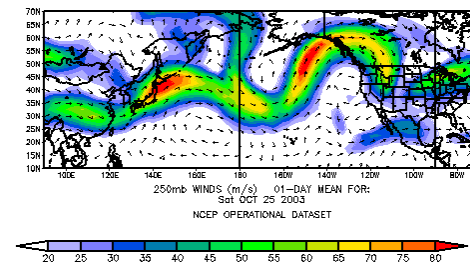 70N
65N
60N
55N
50N
45N
40N
35N
30N
25N
20N
15N
10N
100E 120E 140E 160E 180 160W 140W 120W 100W 80W
250mb WINDS (m/s) 01-DAY MEAN FOR:
Sat OCT 25 2003
NCEP OPERATIONAL DATASET
20 25 30 35 40 45 50 55 60 65 70 75 80